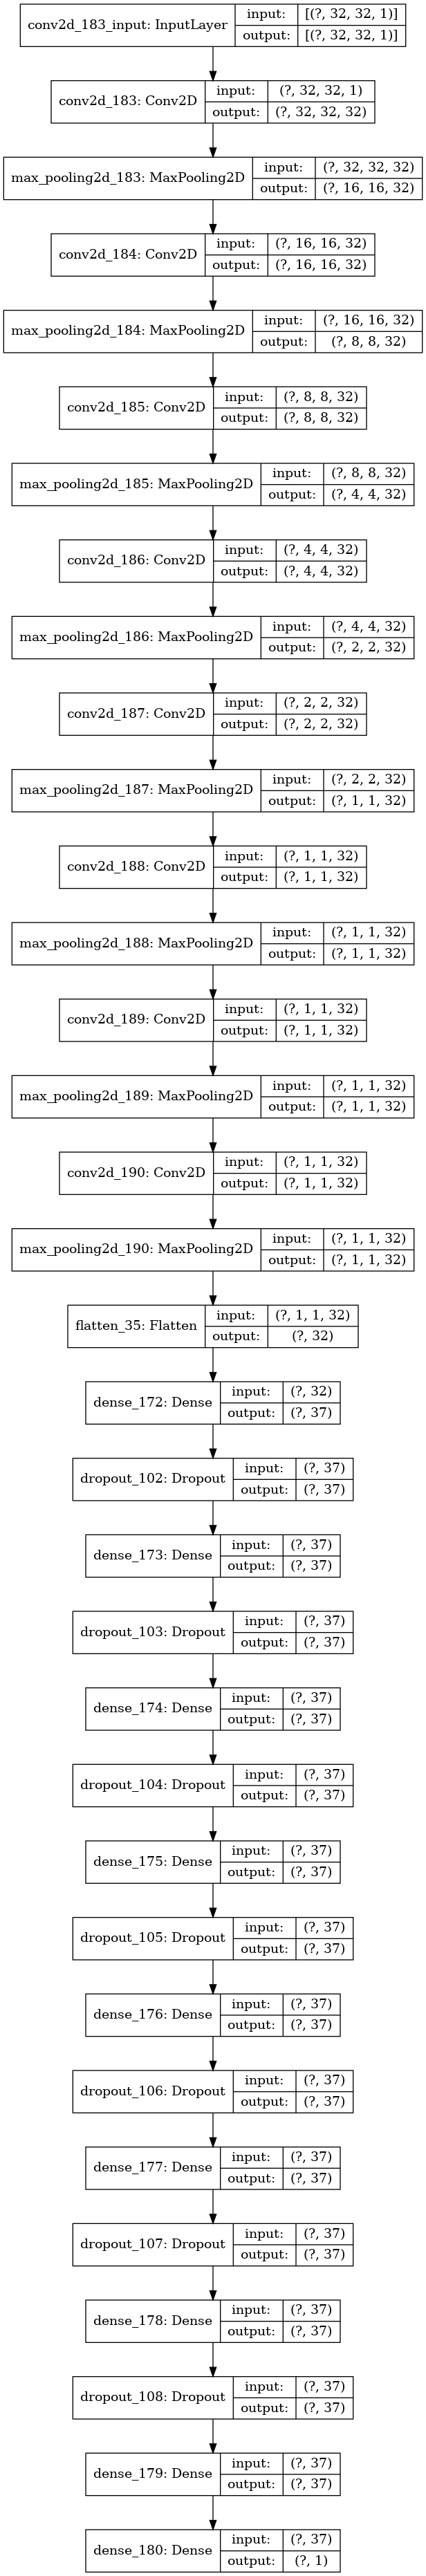 conv2d_183_input: InputLayer
input: [(?, 32, 32, 1)]
output: [(?, 32, 32, 1)]
conv2d_183: Conv2D
input: (?, 32, 32, 1)
output: (?, 32, 32, 32)
max_pooling2d_183: MaxPooling2D
input: (?, 32, 32, 32)
output: (?, 16, 16, 32)
conv2d_184: Conv2D
input: (?, 16, 16, 32)
output: (?, 16, 16, 32)
max_pooling2d_184: MaxPooling2D
input: (?, 16, 16, 32)
output: (?, 8, 8, 32)
conv2d_185: Conv2D
input: (?, 8, 8, 32)
output: (?, 8, 8, 32)
max_pooling2d_185: MaxPooling2D
input: (?, 8, 8, 32)
output: (?, 4, 4, 32)
conv2d_186: Conv2D
input: (?, 4, 4, 32)
output: (?, 4, 4, 32)
max_pooling2d_186: MaxPooling2D
input: (?, 4, 4, 32)
output: (?, 2, 2, 32)
conv2d_187: Conv2D
input: (?, 2, 2, 32)
output: (?, 2, 2, 32)
max_pooling2d_187: MaxPooling2D
input: (?, 2, 2, 32)
output: (?, 1, 1, 32)
conv2d_188: Conv2D
input: (?, 1, 1, 32)
output: (?, 1, 1, 32)
max_pooling2d_188: MaxPooling2D
input: (?, 1, 1, 32)
output: (?, 1, 1, 32)
conv2d_189: Conv2D
input: (?, 1, 1, 32)
output: (?, 1, 1, 32)
max_pooling2d_189: MaxPooling2D
input: (?, 1, 1, 32)
output: (?, 1, 1, 32)
conv2d_190: Conv2D
input: (?, 1, 1, 32)
output: (?, 1, 1, 32)
max_pooling2d_190: MaxPooling2D
input: (?, 1, 1, 32)
output: (?, 1, 1, 32)
flatten_35: Flatten
input: (?, 1, 1, 32)
output: (?, 32)
dense_172: Dense
input: (?, 32)
output: (?, 37)
dropout_102: Dropout
input: (?, 37)
output: (?, 37)
dense_173: Dense
input: (?, 37)
output: (?, 37)
dropout_103: Dropout
input: (?, 37)
output: (?, 37)
dense_174: Dense
input: (?, 37)
output: (?, 37)
dropout_104: Dropout
input: (?, 37)
output: (?, 37)
dense_175: Dense
input: (?, 37)
output: (?, 37)
dropout_105: Dropout
input: (?, 37)
output: (?, 37)
dense_176: Dense
input: (?, 37)
output: (?, 37)
dropout_106: Dropout
input: (?, 37)
output: (?, 37)
dense_177: Dense
input: (?, 37)
output: (?, 37)
dropout_107: Dropout
input: (?, 37)
output: (?, 37)
dense_178: Dense
input: (?, 37)
output: (?, 37)
dropout_108: Dropout
input: (?, 37)
output: (?, 37)
dense_179: Dense
input: (?, 37)
output: (?, 37)
dense_180: Dense
input: (?, 37)
output: (?, 1)